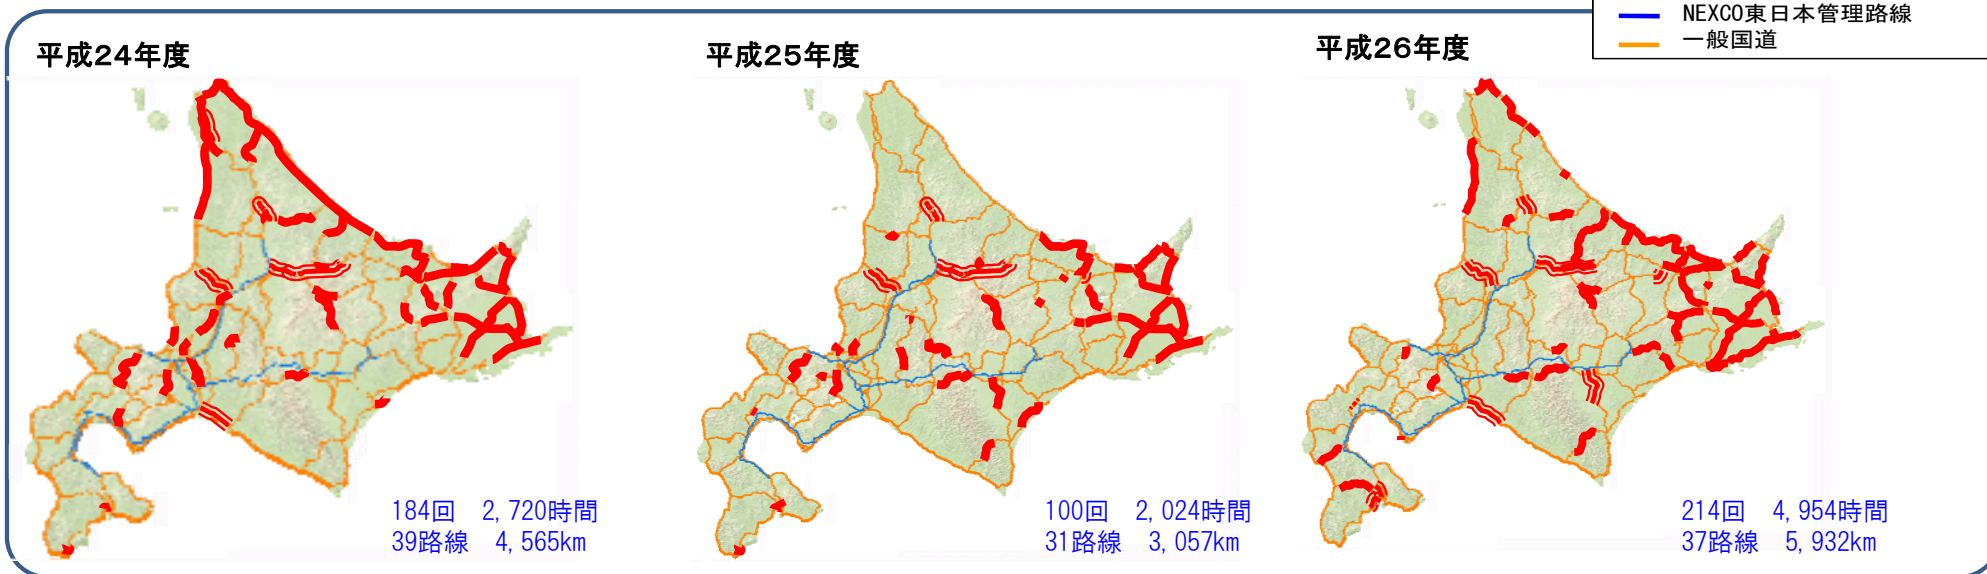 NEXCO東日本管理路線
一般国道
平成24年度
平成25年度
平成26年度
184回 2,720時間
39路線 4,565km
100回 2,024時間
31路線 3,057km
214回 4,954時間
37路線 5,932km